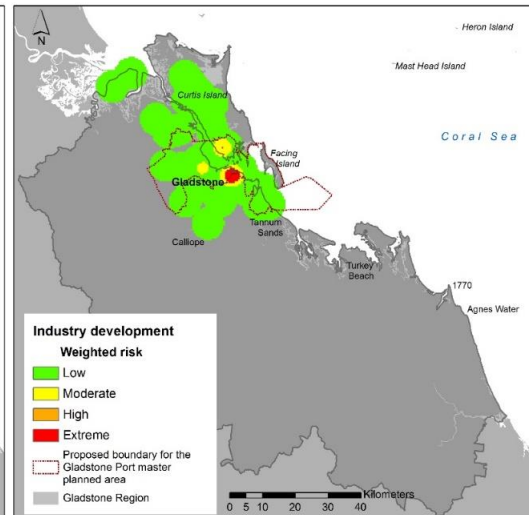 N
Heron Island
Mast Head Island
Curtis Island
Coral Sea
Facing
Island
Gladstone
Tannum
Sands
Calliope
Turkey
Beach
1770
Agnes Water
Industry development
Weighted risk
Low
Moderate
High
Extreme
Proposed boundary for the
Gladstone Port master
planned area
Gladstone Region
Kilometers
0 5 10 20 30 40